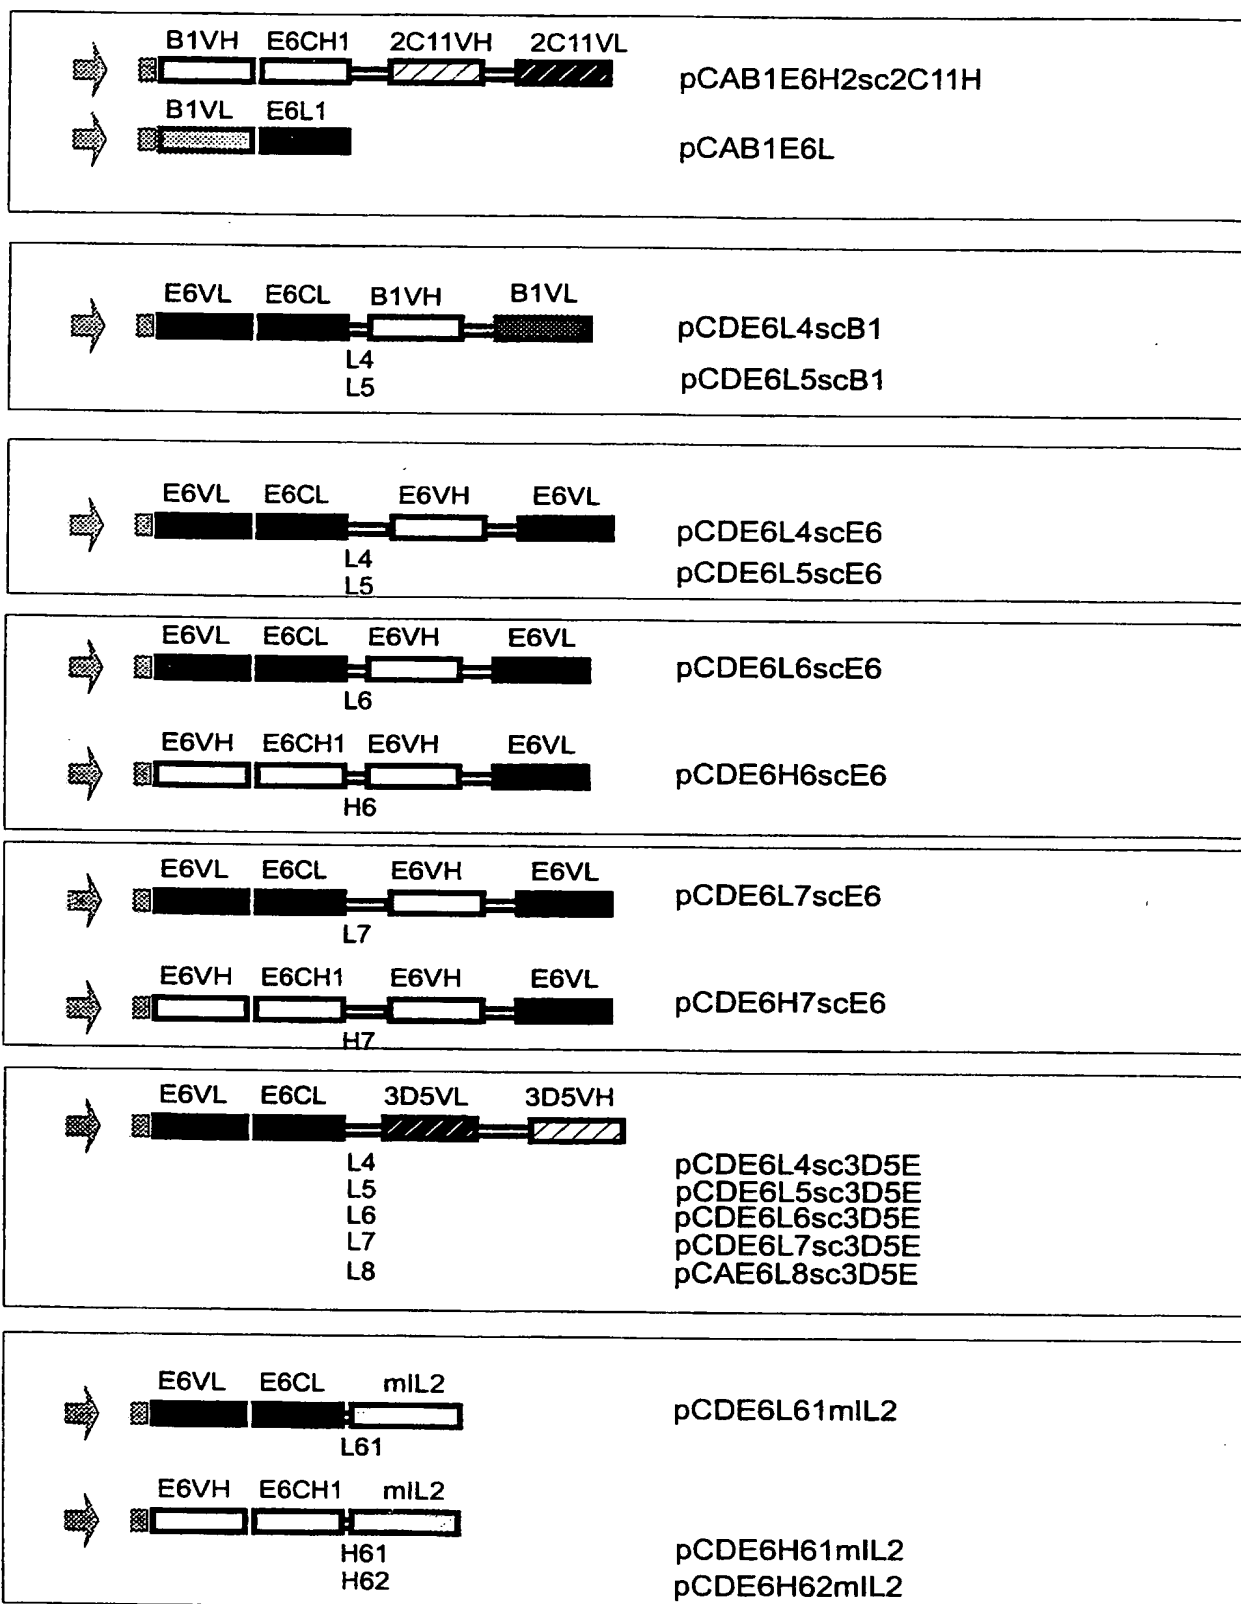 B1VH E6CH1 2C11VH 2C11VL
pCAB1E6H2sc2C11H
B1VL E6L1
pCAB1E6L
E6VL E6CL B1VH B1VL
pCDE6L4scB1
L4
L5
pCDE6L5scB1
E6VL E6CL E6VH E6VL
pCDE6L4scE6
L4
L5
pCDE6L5scE6
E6VL E6CL E6VH E6VL
pCDE6L6scE6
L6
E6VH E6CH1 E6VH E6VL
pCDE6H6scE6
H6
E6VL E6CL E6VH E6VL
pCDE6L7scE6
L7
E6VH E6CH1 E6VH E6VL
pCDE6H7scE6
H7
E6VL E6CL 3D5VL 3D5VH
L4 pCDE6L4sc3D5E
L5 pCDE6L5sc3D5E
L6 pCDE6L6sc3D5E
L7 pCDE6L7sc3D5E
L8 pCAE6L8sc3D5E
E6VL E6CL mIL2
pCDE6L61mIL2
L61
E6VH E6CH1 mIL2
H61 pCDE6H61mIL2
H62 pCDE6H62mIL2